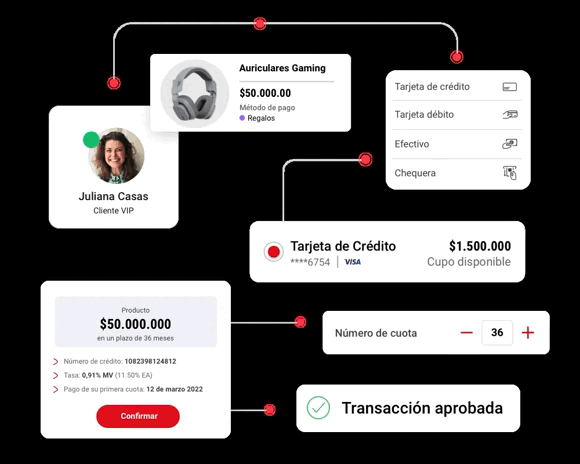 Auriculares Gaming
$50.000.00
Método de pago
Regalos
Tarjeta de crédito
Tarjeta débito
Efectivo
Chequera
Juliana Casas
Cliente VIP
Tarjeta de Crédito
$1.500.000
****6754 | VISA
Cupo disponible
Producto
$50.000.000
en un plazo de 36 meses
Número de crédito: 1082398124812
Tasa: 0,91% MV (11.50% EA)
Pago de su primera cuota: 12 de marzo 2022
Confirmar
Número de cuota
36
Transacción aprobada